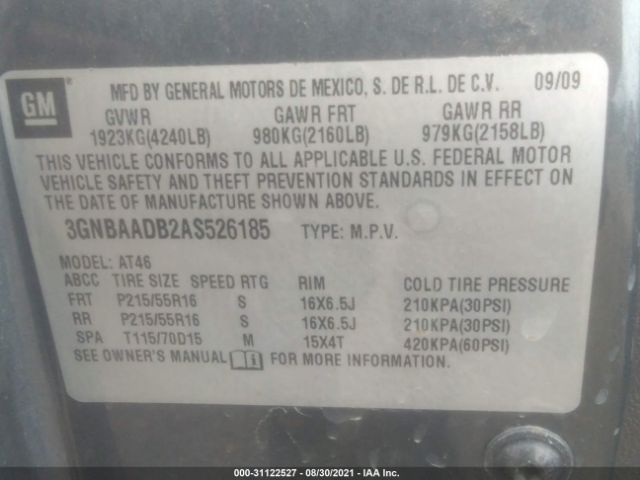 GM ®
MFD BY GENERAL MOTORS DE MEXICO, S. DE R.L. DE C.V. 09/09
GVWR GAWR FRT GAWR RR
1923KG(4240LB) 980KG(2160LB) 979KG(2158LB)
THIS VEHICLE CONFORMS TO ALL APPLICABLE U.S. FEDERAL MOTOR
VEHICLE SAFETY AND THEFT PREVENTION STANDARDS IN EFFECT ON
THE DATE OF MANUFACTURE SHOWN ABOVE.
3GNBAADB2AS526185 TYPE: M.P.V.
MODEL: AT46
ABCC TIRE SIZE SPEED RTG RIM COLD TIRE PRESSURE
FRT P215/55R16 S 16X6.5J 210KPA(30PSI)
RR P215/55R16 S 16X6.5J 210KPA(30PSI)
SPA T115/70D15 M 15X4T 420KPA(60PSI)
SEE OWNER'S MANUAL FOR MORE INFORMATION.
000-31122527 - 08/30/2021 - IAA Inc.